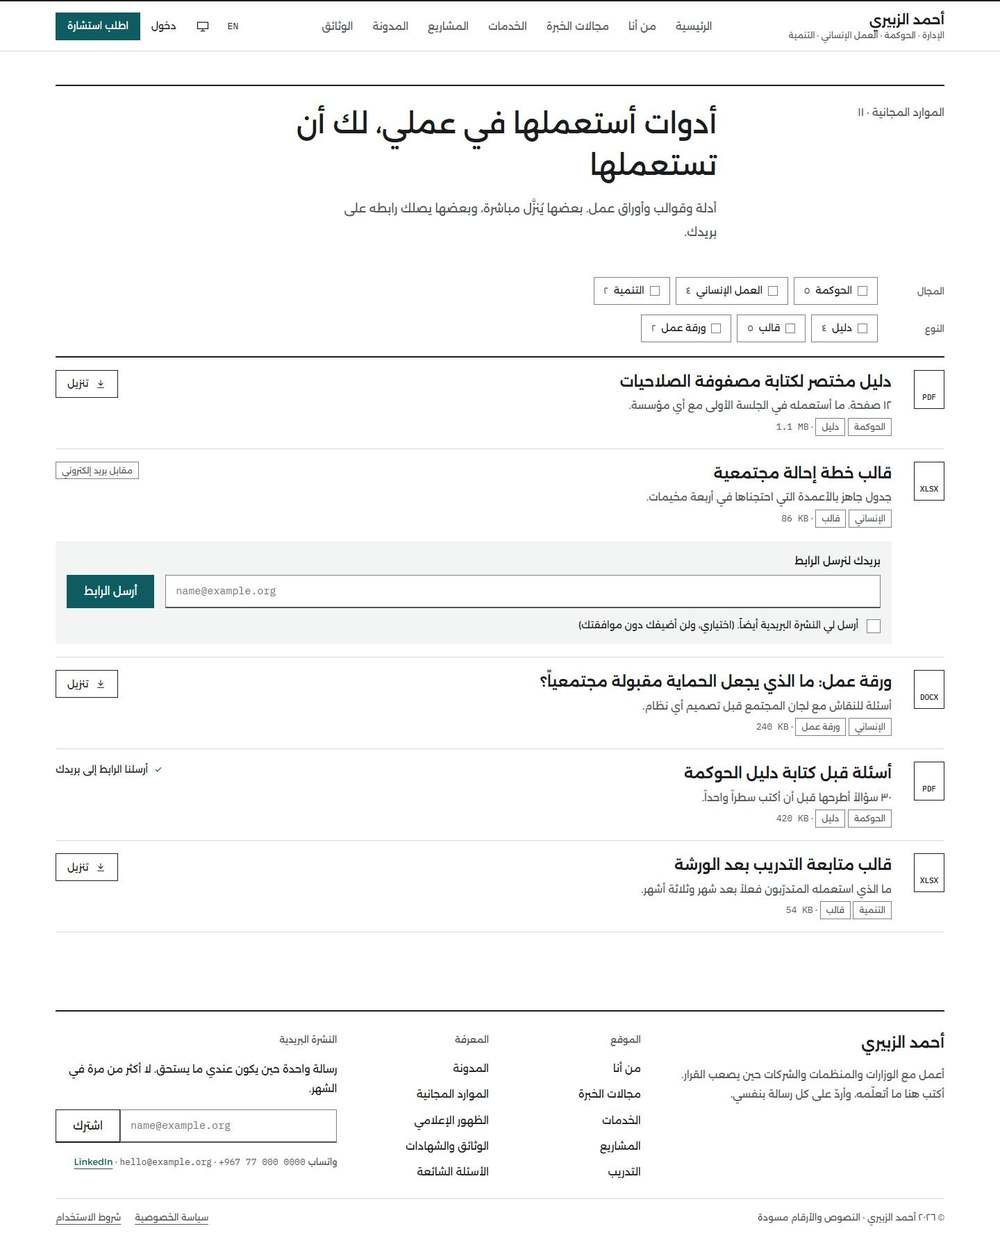 أحمد الزبيري
الإدارة · الحوكمة · العمل الإنساني · التنمية
الرئيسية
من أنا
مجالات الخبرة
الخدمات
المشاريع
المدونة
الوثائق
EN
دخول
اطلب استشارة
الموارد المجانية · ١١
أدوات أستعملها في عملي، لك أن
تستعملها
أدلة وقوالب وأوراق عمل. بعضها يُنزَّل مباشرة، وبعضها يصلك رابطه على
بريدك.
المجال
الحوكمة ٥
العمل الإنساني ٤
التنمية ٢
النوع
دليل ٤
قالب ٥
ورقة عمل ٢
PDF
دليل مختصر لكتابة مصفوفة الصلاحيات
١٢ صفحة. ما أستعمله في الجلسة الأولى مع أي مؤسسة.
الحوكمة دليل · 1.1 MB
تنزيل
XLSX
قالب خطة إحالة مجتمعية
جدول جاهز بالأعمدة التي احتجناها في أربعة مخيمات.
الإنساني قالب · 86 KB
مقابل بريد إلكتروني
بريدك لنرسل الرابط
name@example.org
أرسل الرابط
أرسل لي النشرة البريدية أيضاً. (اختياري، ولن أضيفك دون موافقتك)
DOCX
ورقة عمل: ما الذي يجعل الحماية مقبولة مجتمعياً؟
أسئلة للنقاش مع لجان المجتمع قبل تصميم أي نظام.
الإنساني ورقة عمل · 240 KB
تنزيل
PDF
أسئلة قبل كتابة دليل الحوكمة
٣٠ سؤالاً أطرحها قبل أن أكتب سطراً واحداً.
الحوكمة دليل · 420 KB
✓ أرسلنا الرابط إلى بريدك
XLSX
قالب متابعة التدريب بعد الورشة
ما الذي استعمله المتدرّبون فعلاً بعد شهر وثلاثة أشهر.
التنمية قالب · 54 KB
تنزيل
أحمد الزبيري
أعمل مع الوزارات والمنظمات والشركات حين يصعب القرار.
أكتب هنا ما أتعلّمه، وأردّ على كل رسالة بنفسي.
الموقع
من أنا
مجالات الخبرة
الخدمات
المشاريع
التدريب
المعرفة
المدونة
الموارد المجانية
الظهور الإعلامي
الوثائق والشهادات
الأسئلة الشائعة
النشرة البريدية
رسالة واحدة حين يكون عندي ما يستحق. لا أكثر من مرة في
الشهر.
name@example.org
اشترك
واتساب +967 77 000 0000 · hello@example.org · LinkedIn
© ٢٠٢٦ أحمد الزبيري · النصوص والأرقام مسودة
سياسة الخصوصية
شروط الاستخدام